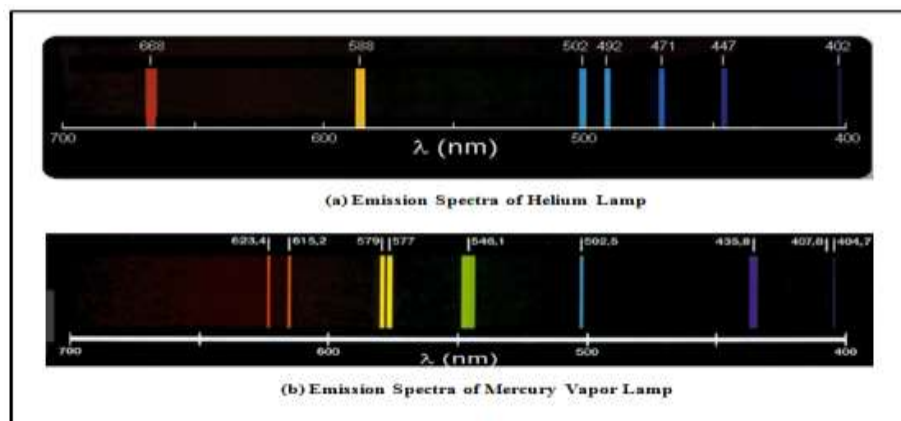 668 588 502 492 471 447 402
700 600 500 400
λ (nm)
(a) Emission Spectra of Helium Lamp
623,4 615,2 579 577 546,1 502,5 435,8 407,8 404,7
700 600 500 400
λ (nm)
(b) Emission Spectra of Mercury Vapor Lamp